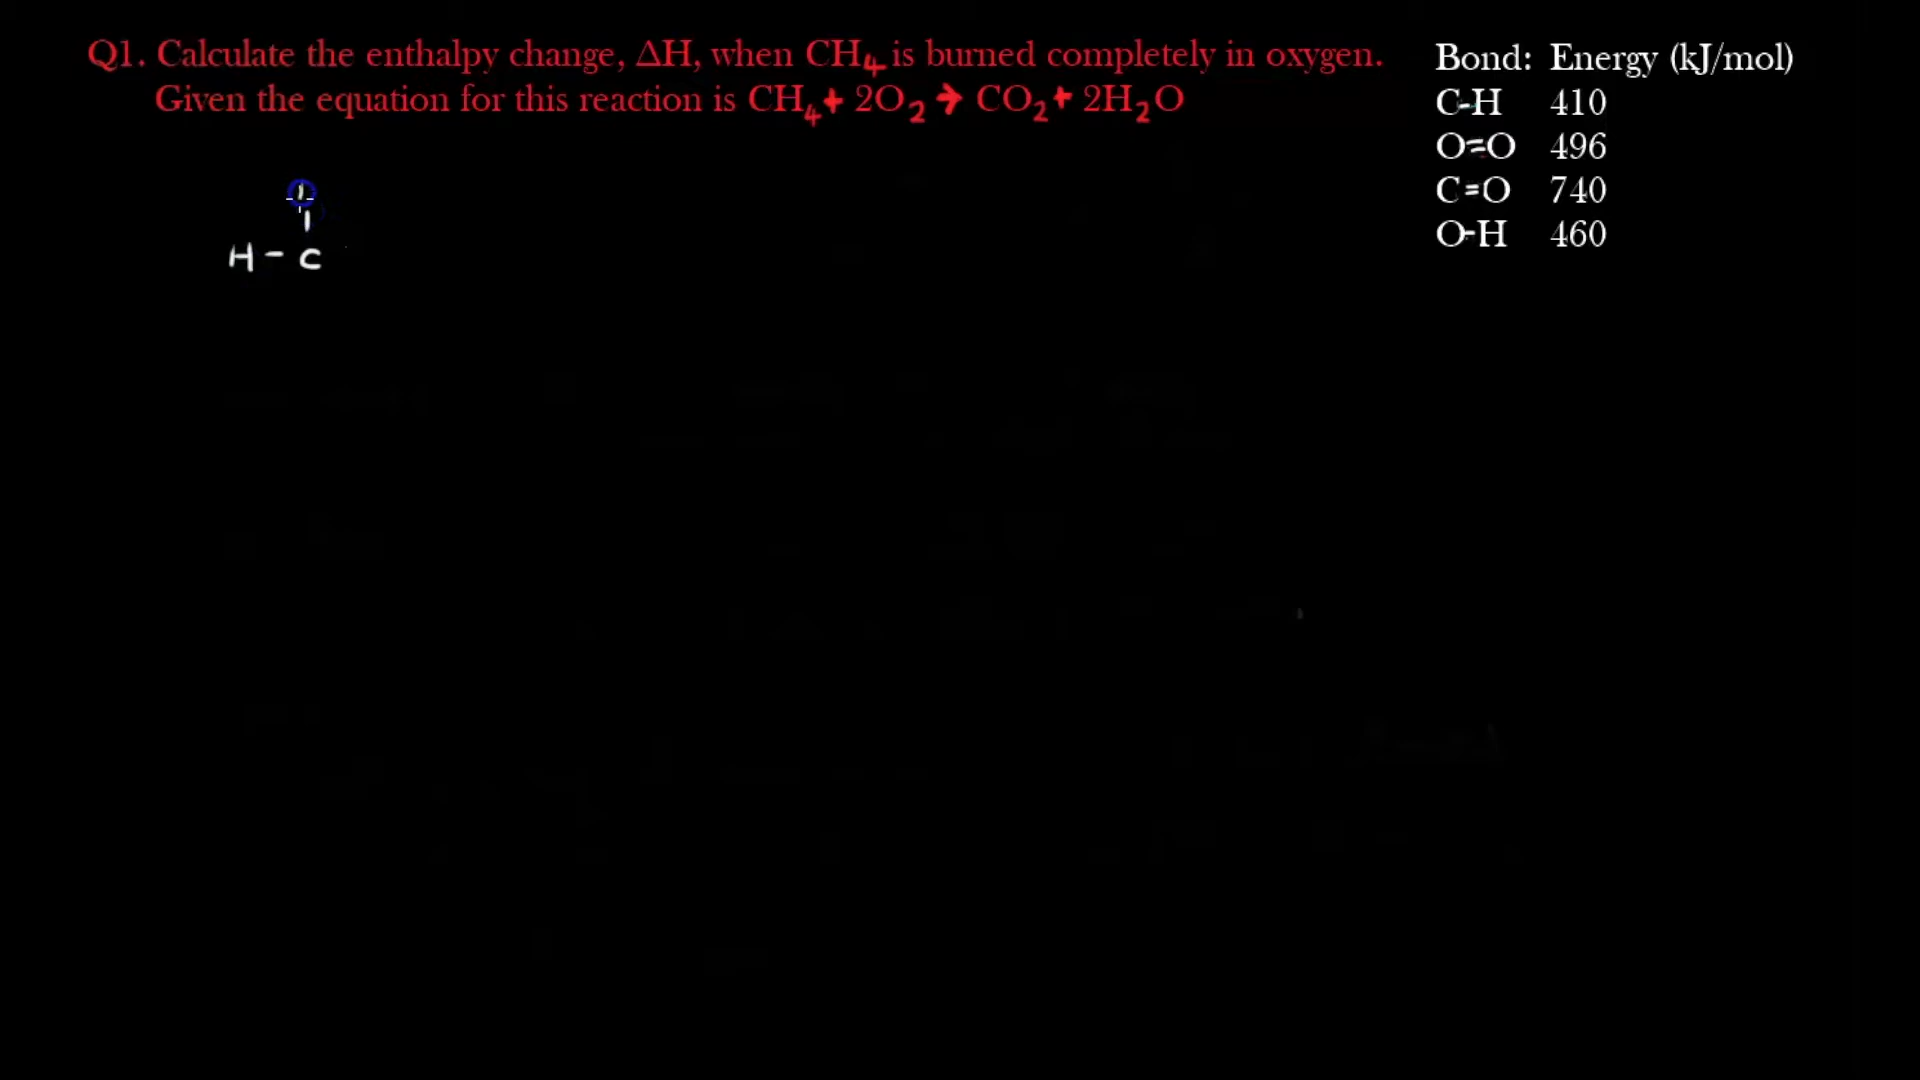 Q1. Calculate the enthalpy change, ΔH, when CH₄ is burned completely in oxygen.
Given the equation for this reaction is CH₄ + 2O₂ → CO₂ + 2H₂O
Bond: Energy (kJ/mol)
C-H 410
O=O 496
C=O 740
O-H 460
H - C